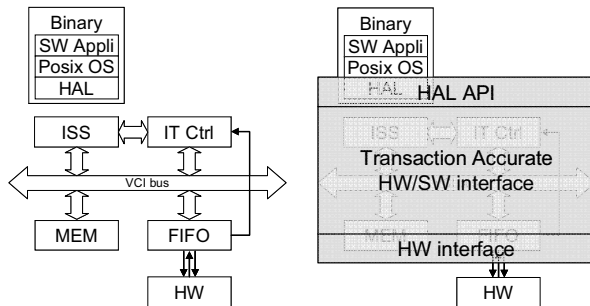 Binary
SW Appli
Posix OS
HAL
ISS
IT Ctrl
VCI bus
MEM
FIFO
HW
Binary
SW Appli
Posix OS
HAL
HAL API
ISS
IT Ctrl
Transaction Accurate
HW/SW interface
MEM
FIFO
HW interface
HW